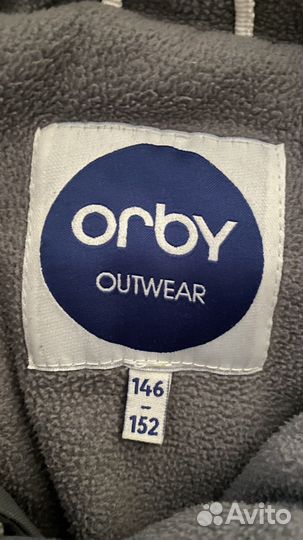 orby
OUTWEAR
146
-
152
Avito